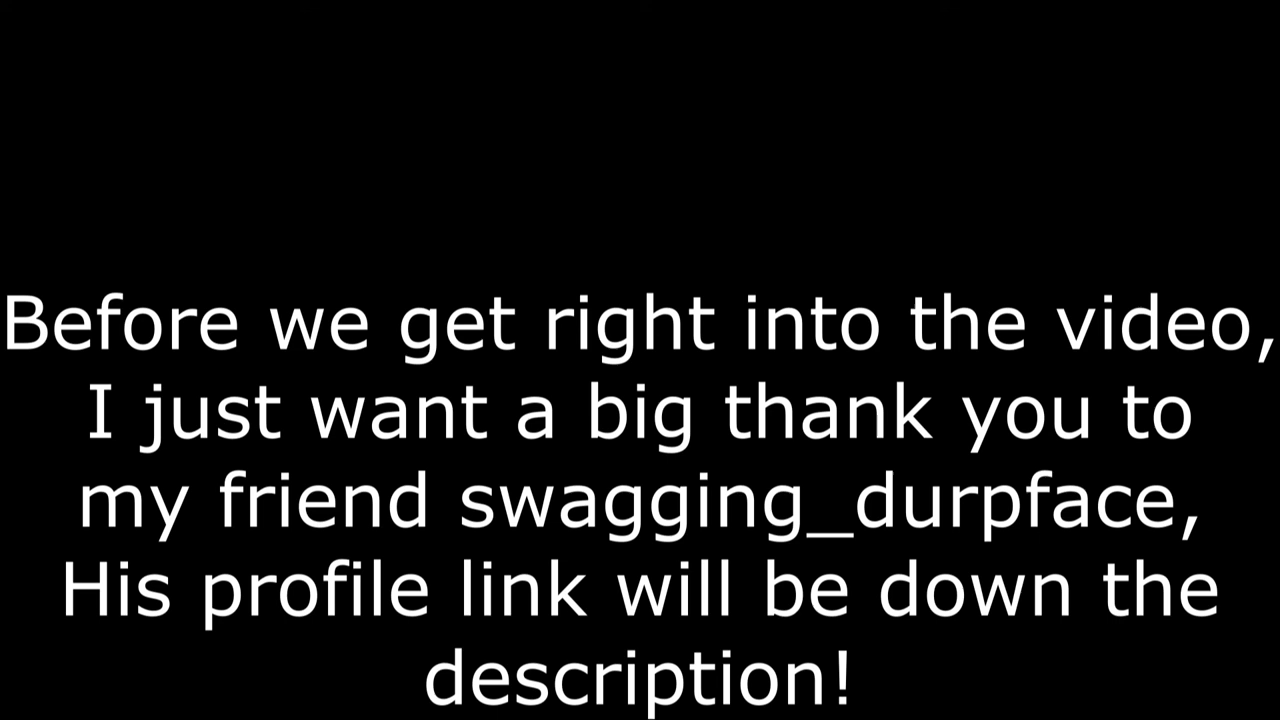 Before we get right into the video,
I just want a big thank you to
my friend swagging_durpface,
His profile link will be down the
description!